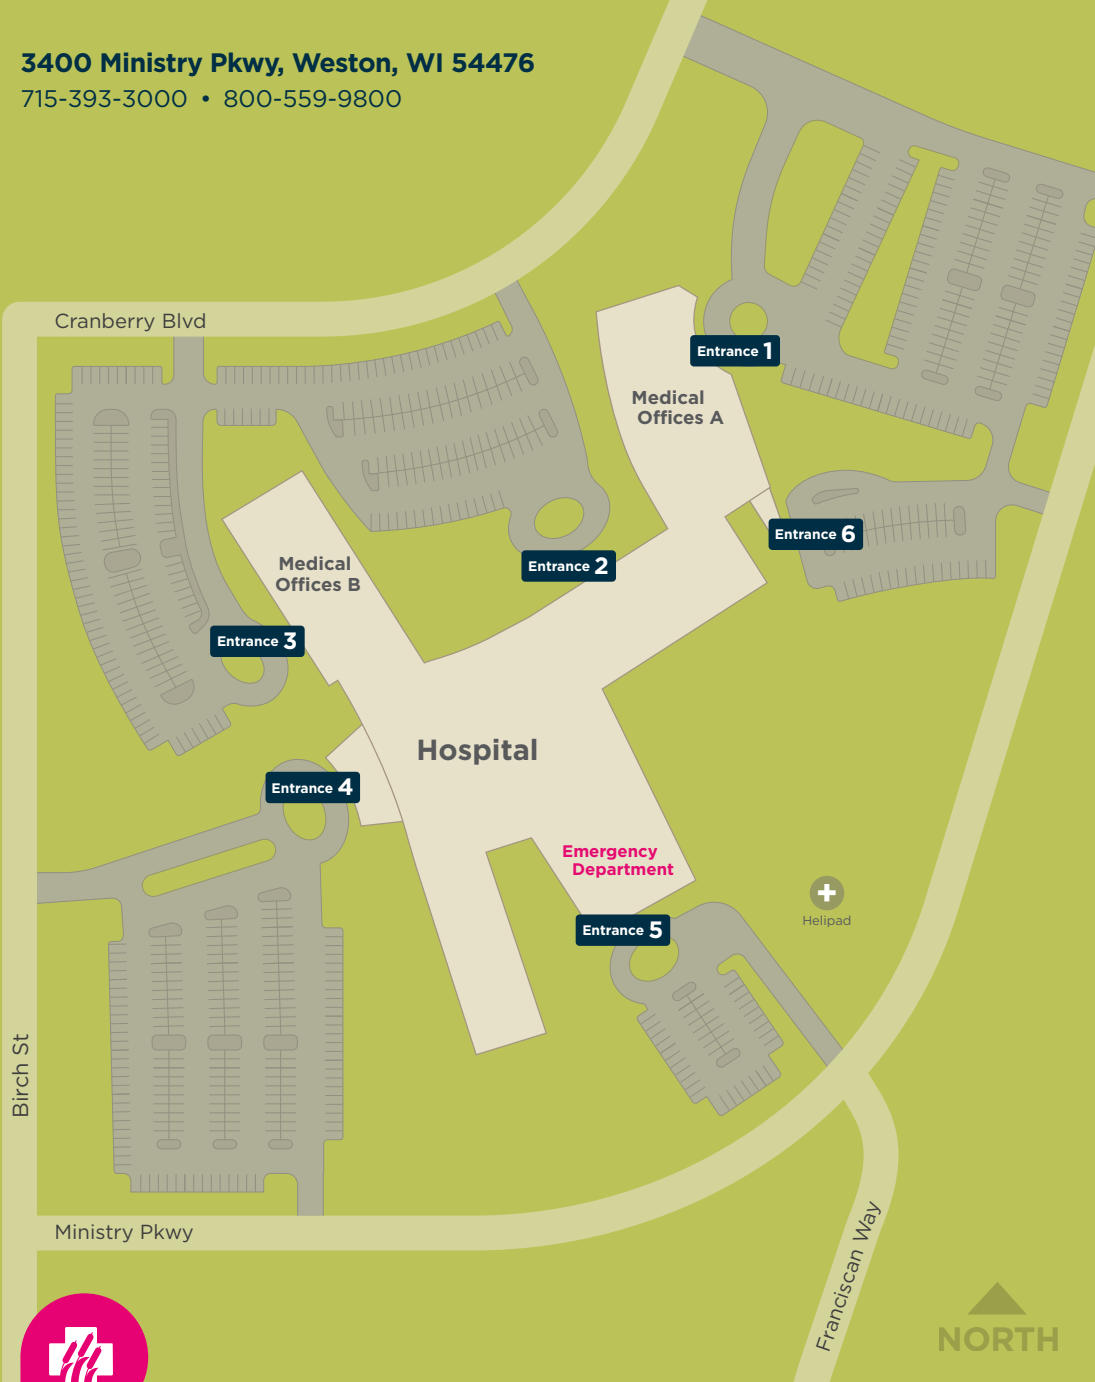 3400 Ministry Pkwy, Weston, WI 54476
715-393-3000 • 800-559-9800
Cranberry Blvd
Entrance 1
Medical
Offices A
Entrance 6
Medical
Offices B
Entrance 2
Entrance 3
Hospital
Entrance 4
Emergency
Department
Helipad
Entrance 5
Birch St
Ministry Pkwy
Franciscan Way
NORTH